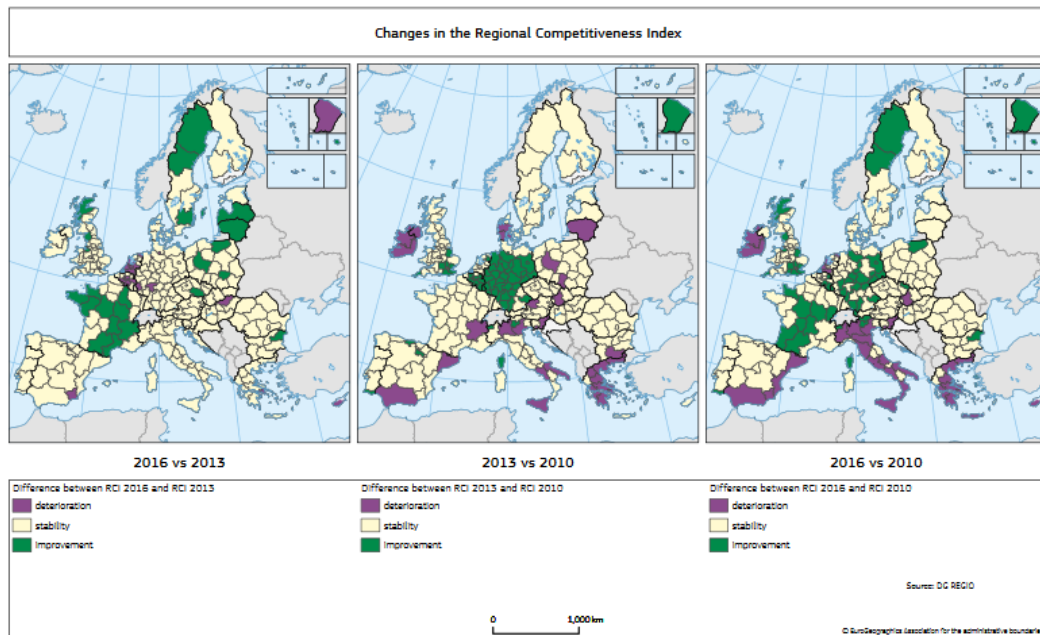 Changes in the Regional Competitiveness Index
2016 vs 2013
2013 vs 2010
2016 vs 2010
Difference between RCI 2016 and RCI 2013
deterioration
stability
improvement
Difference between RCI 2013 and RCI 2010
deterioration
stability
improvement
Difference between RCI 2016 and RCI 2010
deterioration
stability
improvement
Source: DG REGIO
0 1,000 km
© EuroGeographics Association for the administrative boundaries